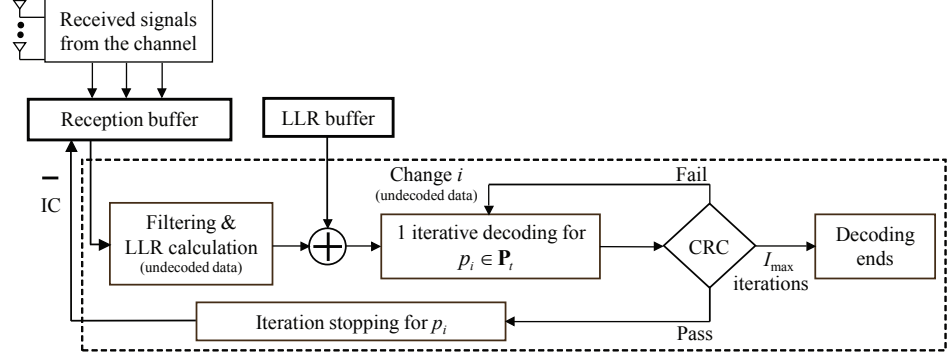 Received signals
from the channel
Reception buffer
LLR buffer
Change i
(undecoded data)
Fail
− IC
Filtering &
LLR calculation
(undecoded data)
+
1 iterative decoding for
p_i ∈ P_t
CRC
I_max
iterations
Decoding
ends
Iteration stopping for p_i
Pass